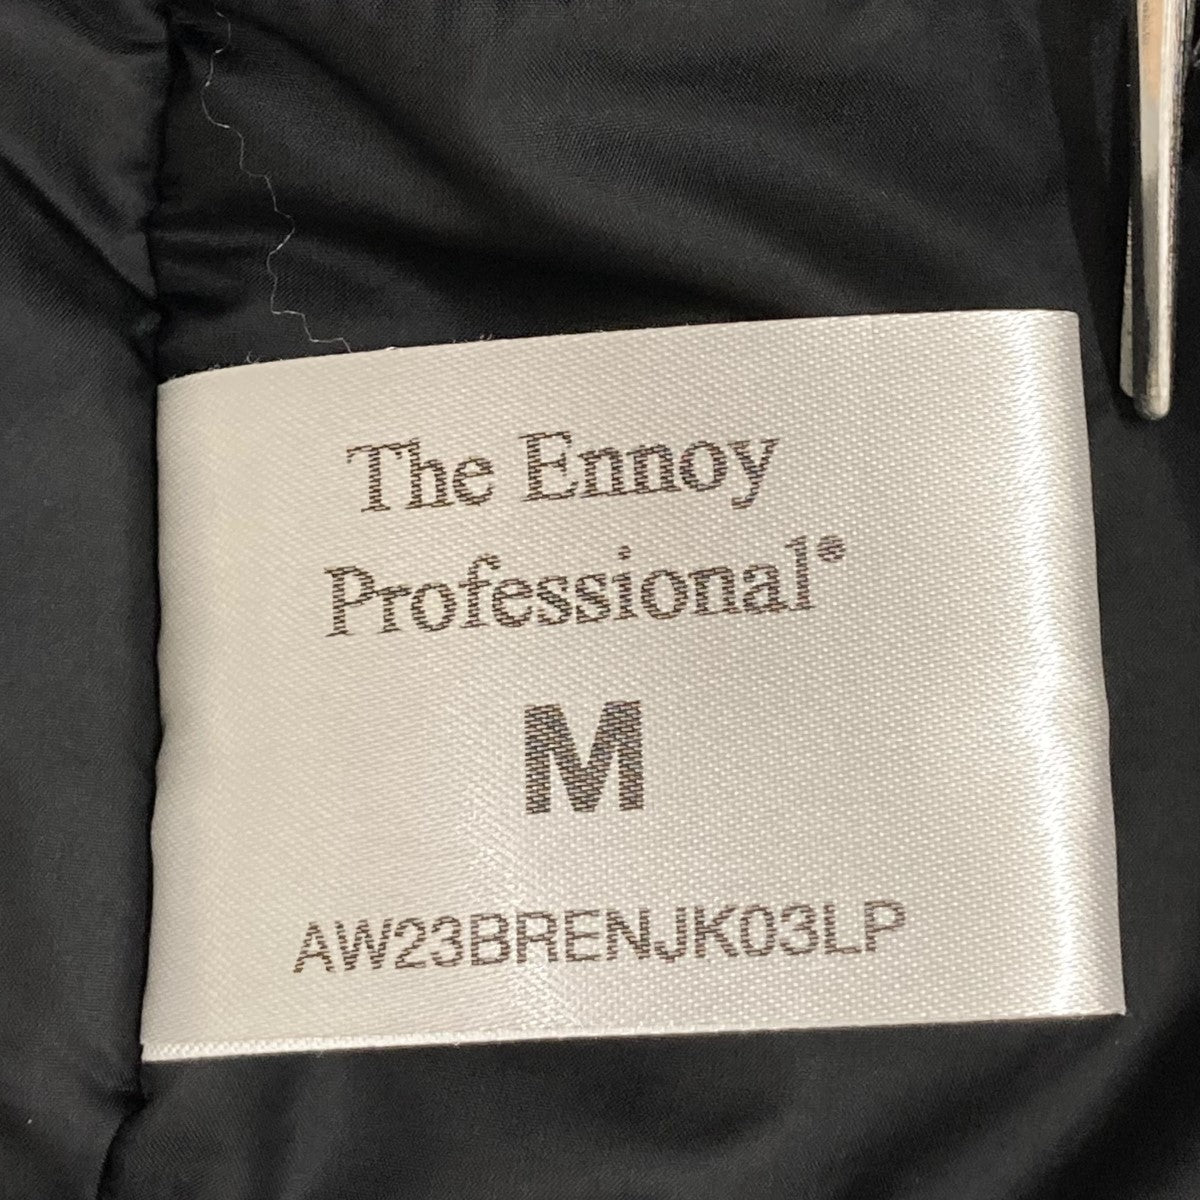 The Ennoy
Professional®
M
AW23BRENJK03LP